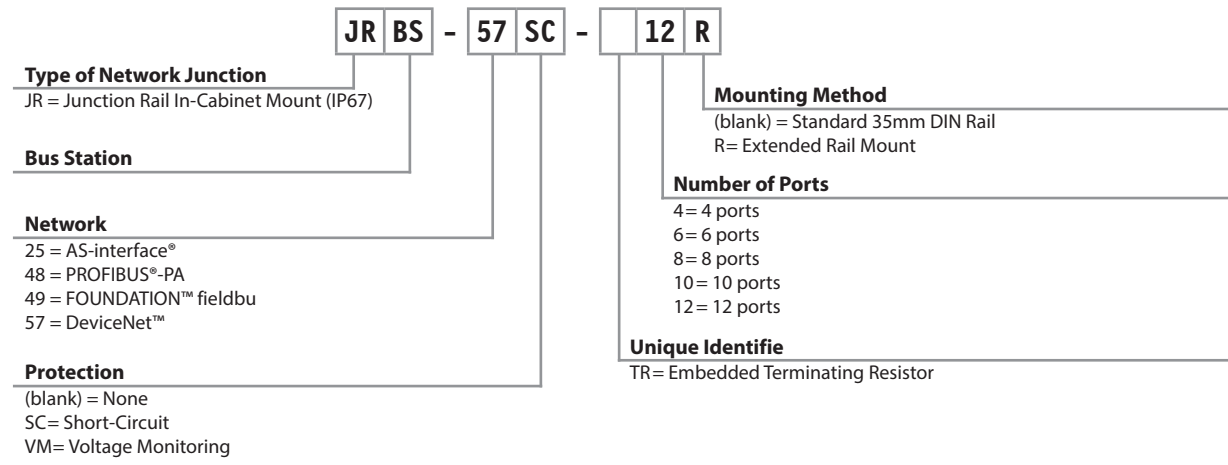 JR BS - 57 SC - 12 R
Type of Network Junction
JR = Junction Rail In-Cabinet Mount (IP67)
Bus Station
Network
25 = AS-interface®
48 = PROFIBUS®-PA
49 = FOUNDATION™ fieldbu
57 = DeviceNet™
Protection
(blank) = None
SC= Short-Circuit
VM= Voltage Monitoring
Mounting Method
(blank) = Standard 35mm DIN Rail
R= Extended Rail Mount
Number of Ports
4= 4 ports
6= 6 ports
8= 8 ports
10= 10 ports
12= 12 ports
Unique Identifie
TR= Embedded Terminating Resistor